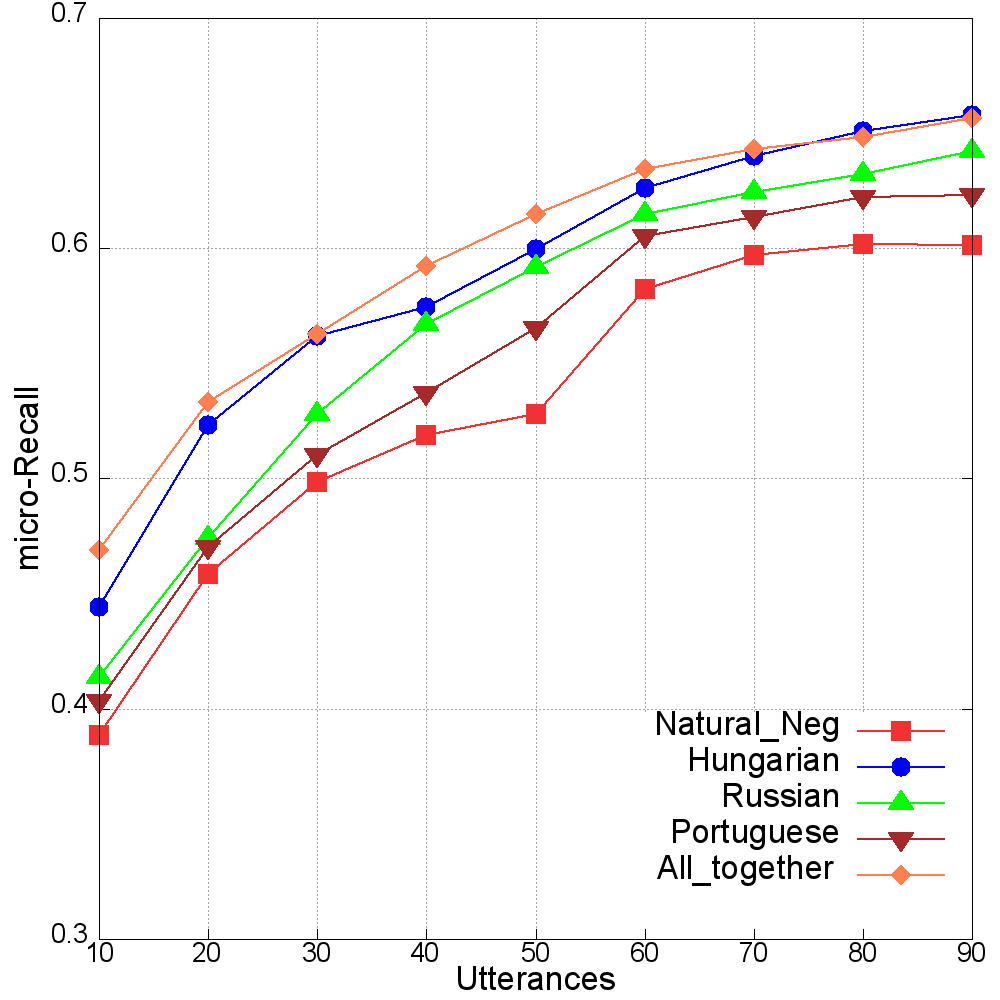 0.7
0.6
0.5
0.4
0.3
micro-Recall
Natural_Neg
Hungarian
Russian
Portuguese
All_together
10 20 30 40 50 60 70 80 90
Utterances